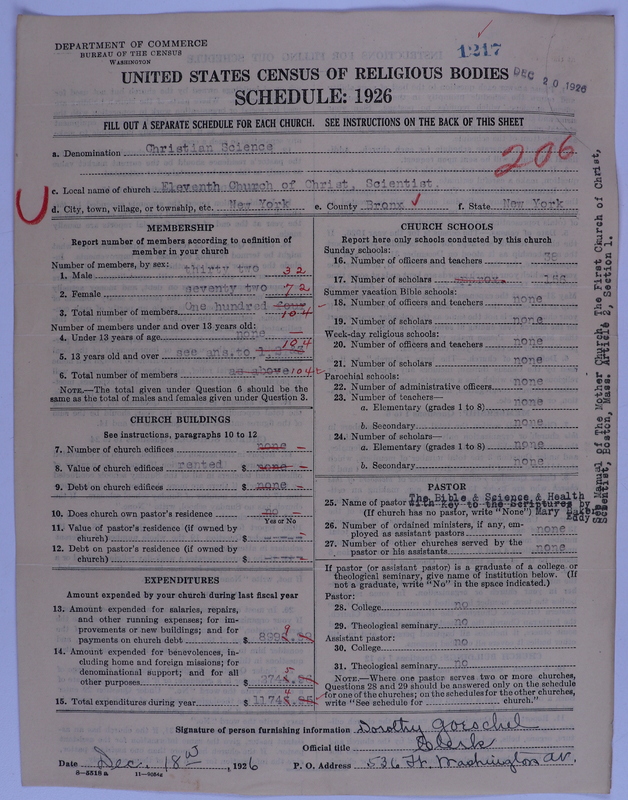 DEPARTMENT OF COMMERCE
BUREAU OF THE CENSUS
WASHINGTON
1217
DEC 20 1926
UNITED STATES CENSUS OF RELIGIOUS BODIES
SCHEDULE: 1926
FILL OUT A SEPARATE SCHEDULE FOR EACH CHURCH. SEE INSTRUCTIONS ON THE BACK OF THIS SHEET
a. Denomination Christian Science
206
c. Local name of church Eleventh Church of Christ, Scientist.
d. City, town, village, or township, etc. New York e. County Bronx f. State New York
MEMBERSHIP
Report number of members according to definition of member in your church
Number of members, by sex:
1. Male thirty two 32
2. Female seventy two 72
3. Total number of members One hundred four 104
Number of members under and over 13 years old:
4. Under 13 years of age none —
5. 13 years old and over see ans. to 104
6. Total number of members as above 104
NOTE.—The total given under Question 6 should be the same as the total of males and females given under Question 3.
CHURCH BUILDINGS
See instructions, paragraphs 10 to 12
7. Number of church edifices none
8. Value of church edifices rented $ none
9. Debt on church edifices $ none
10. Does church own pastor's residence? no
Yes or No
11. Value of pastor's residence (if owned by church) $
12. Debt on pastor's residence (if owned by church) $
EXPENDITURES
Amount expended by your church during last fiscal year
13. Amount expended for salaries, repairs, and other running expenses; for improvements or new buildings; and for payments on church debt $
14. Amount expended for benevolences, including home and foreign missions; for denominational support; and for all other purposes $
15. Total expenditures during year $
CHURCH SCHOOLS
Report here only schools conducted by this church
Sunday schools:
16. Number of officers and teachers 38
17. Number of scholars approx.
Summer vacation Bible schools:
18. Number of officers and teachers none
19. Number of scholars none
Week-day religious schools:
20. Number of officers and teachers none
21. Number of scholars none
Parochial schools:
22. Number of administrative officers none
23. Number of teachers—
a. Elementary (grades 1 to 8) none
b. Secondary none
24. Number of scholars—
a. Elementary (grades 1 to 8) none
b. Secondary none
PASTOR
25. Name of pastor The Bible & Science & Health
with Key to the Scriptures by
(If church has no pastor, write "None") Mary Baker
Eddy
26. Number of ordained ministers, if any, employed as assistant pastors none
27. Number of other churches served by the pastor or his assistants none
If pastor (or assistant pastor) is a graduate of a college or theological seminary, give name of institution below. (If not a graduate, write "No" in the space indicated.)
Pastor:
28. College no
29. Theological seminary no
Assistant pastor:
30. College no
31. Theological seminary no
NOTE.—Where one pastor serves two or more churches, Questions 28 and 29 should be answered only on the schedule for one of the churches; on the schedules for the other churches, write "See schedule for church."
See Manual of The Mother Church, The First Church of Christ,
Scientist, Boston, Mass. Article 2, Section 1.
Signature of person furnishing information Dorothy Goeschel
Official title Clerk
Date Dec. 18th, 1926 P. O. Address 536 Ft. Washington Av.
8—5518 a 11—9084